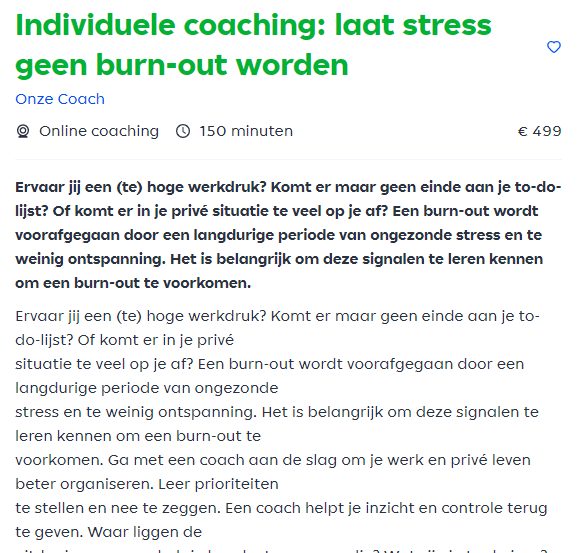 Individuele coaching: laat stress
geen burn-out worden
Onze Coach
Online coaching 150 minuten € 499
Ervaar jij een (te) hoge werkdruk? Komt er maar geen einde aan je to-do-
lijst? Of komt er in je privé situatie te veel op je af? Een burn-out wordt
voorafgegaan door een langdurige periode van ongezonde stress en te
weinig ontspanning. Het is belangrijk om deze signalen te leren kennen
om een burn-out te voorkomen.
Ervaar jij een (te) hoge werkdruk? Komt er maar geen einde aan je to-
do-lijst? Of komt er in je privé
situatie te veel op je af? Een burn-out wordt voorafgegaan door een
langdurige periode van ongezonde
stress en te weinig ontspanning. Het is belangrijk om deze signalen te
leren kennen om een burn-out te
voorkomen. Ga met een coach aan de slag om je werk en privé leven
beter organiseren. Leer prioriteiten
te stellen en nee te zeggen. Een coach helpt je inzicht en controle terug
te geven. Waar liggen de